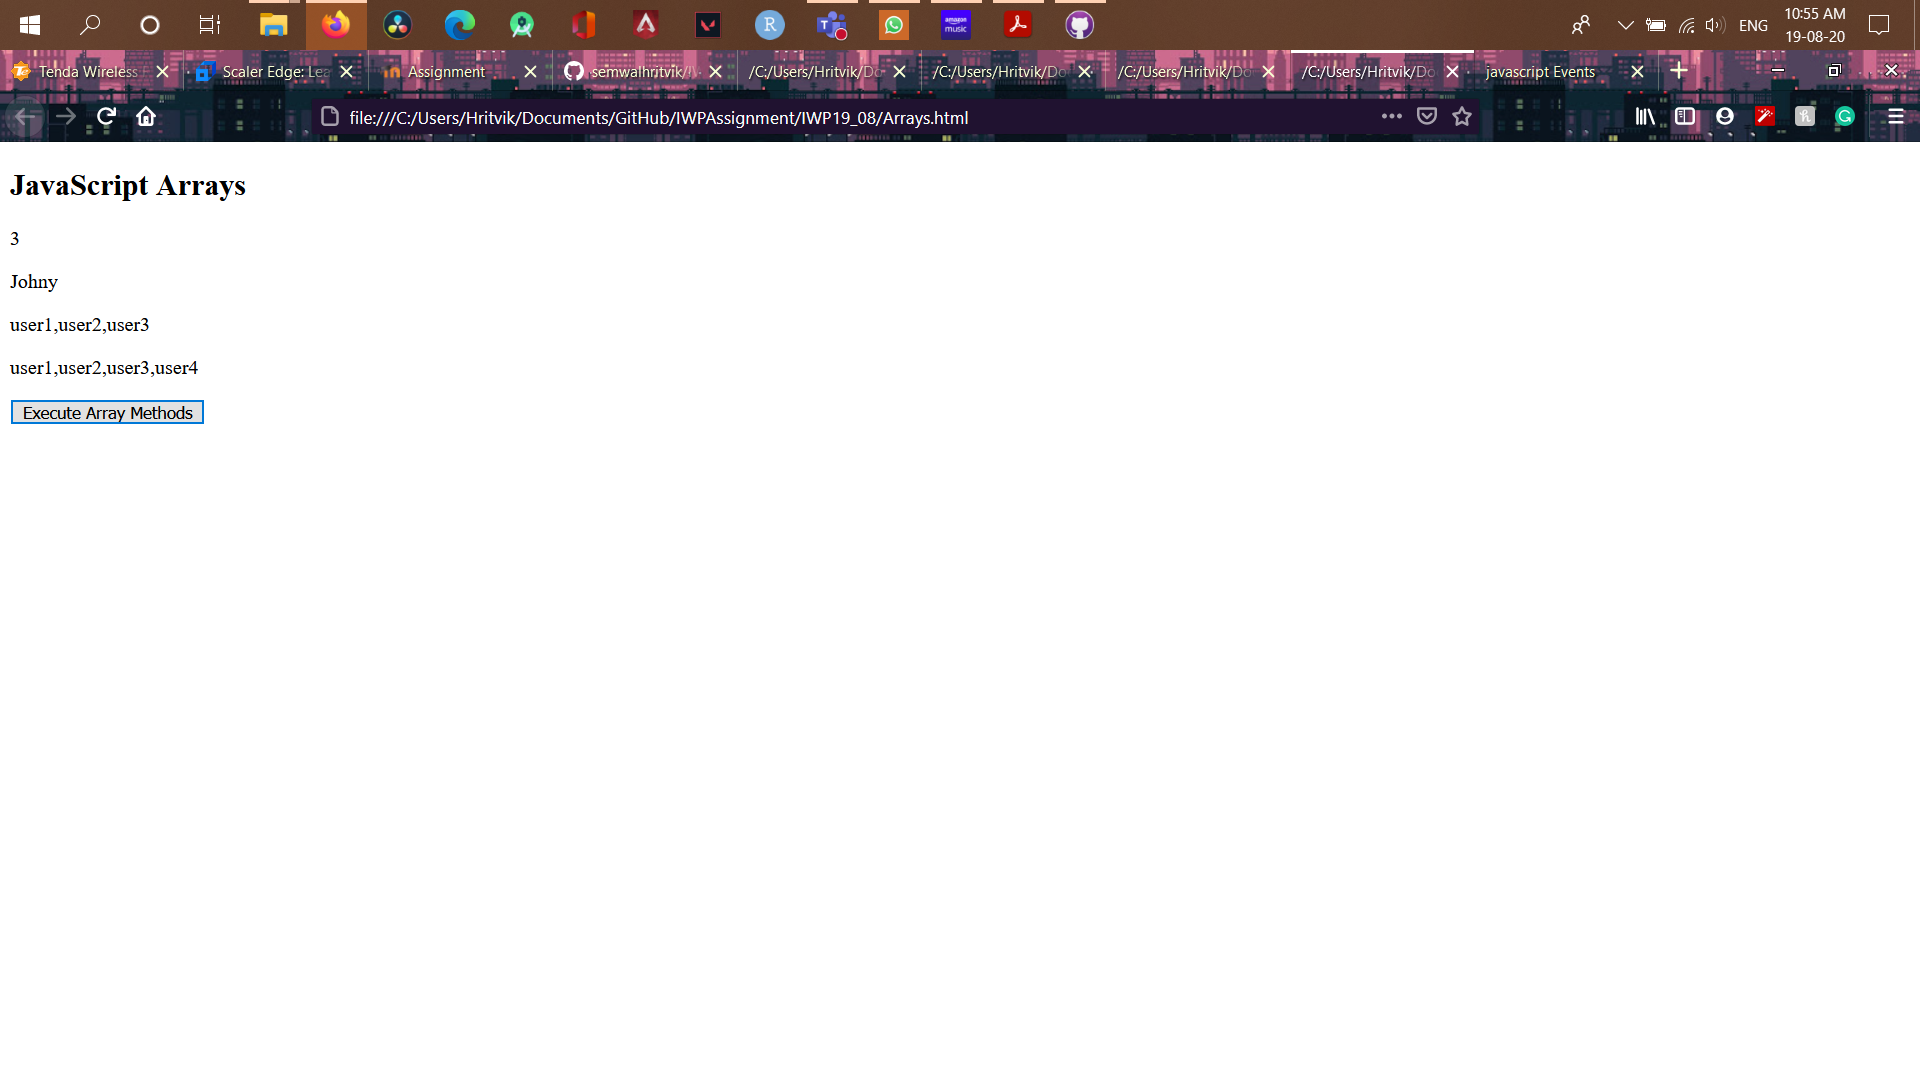 ENG
10:55 AM
19-08-20
amazon music
R
Tenda Wireless
Scaler Edge: Lea
Assignment
semwalhritvik/
/C:/Users/Hritvik/Do
/C:/Users/Hritvik/Do
/C:/Users/Hritvik/Do
/C:/Users/Hritvik/Do
javascript Events
file:///C:/Users/Hritvik/Documents/GitHub/IWPAssignment/IWP19_08/Arrays.html
JavaScript Arrays
3
Johny
user1,user2,user3
user1,user2,user3,user4
Execute Array Methods